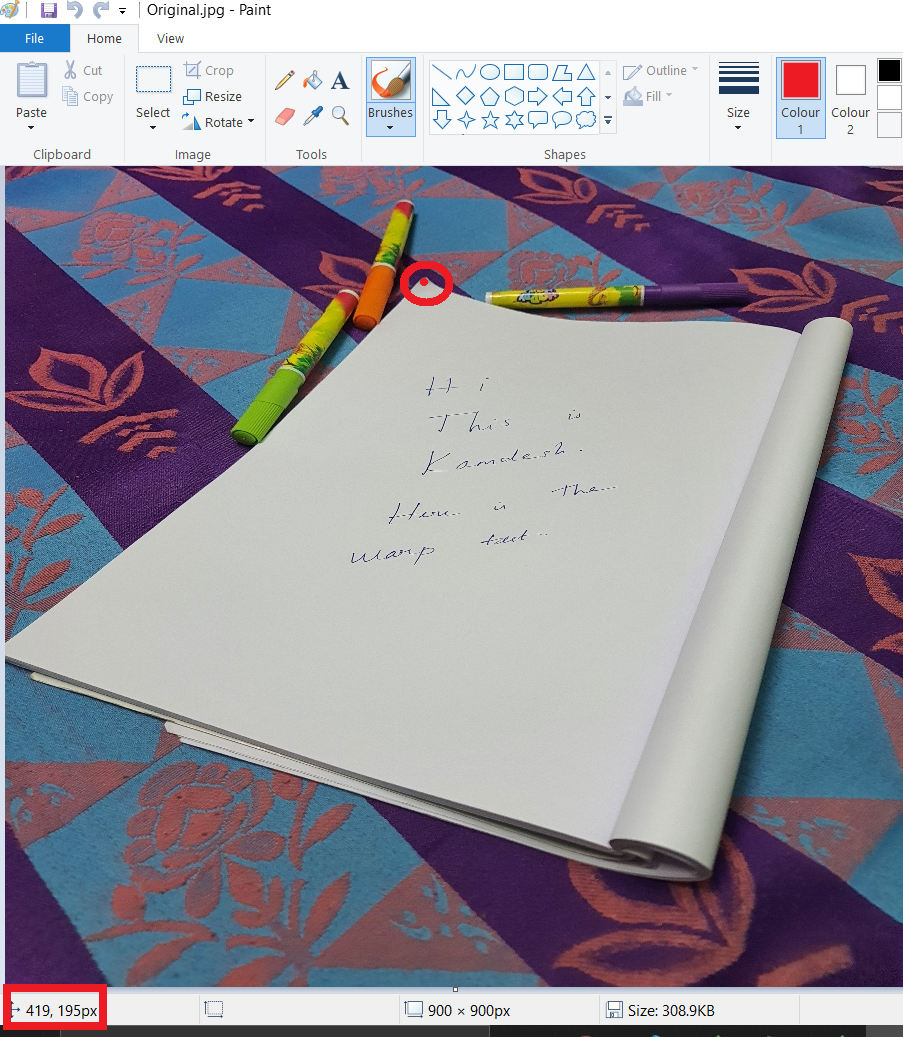 Original.jpg - Paint
File Home View
Paste Cut Copy Select Crop Resize Rotate A Brushes Outline Fill Size Colour 1 Colour 2
Clipboard Image Tools Shapes
Hi
This is
Kamalesh.
Here is the
warp text..
419, 195px 900 × 900px Size: 308.9KB